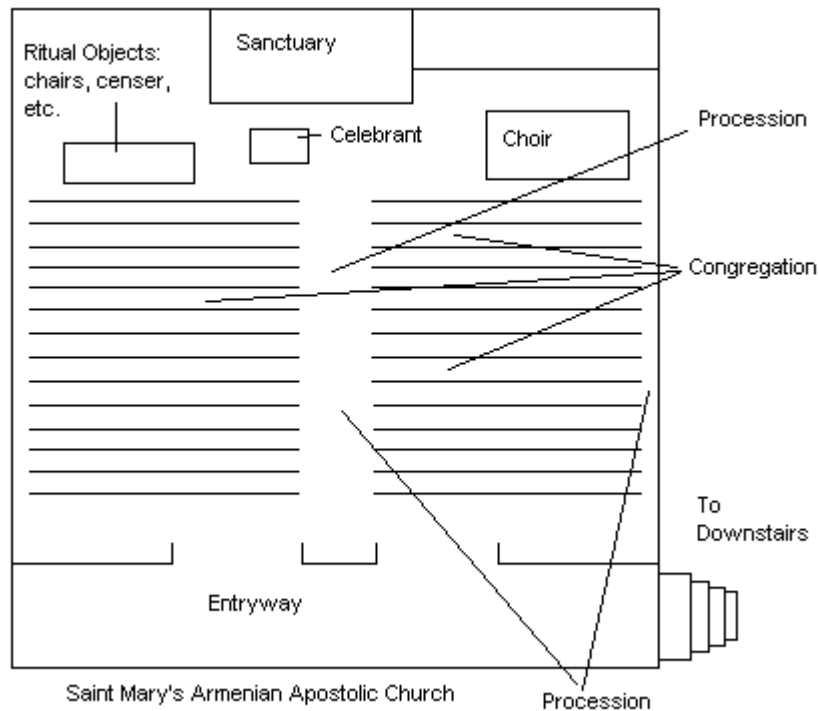 Sanctuary
Ritual Objects:
chairs, censer,
etc.
Celebrant
Choir
Procession
Congregation
To
Downstairs
Entryway
Saint Mary's Armenian Apostolic Church
Procession